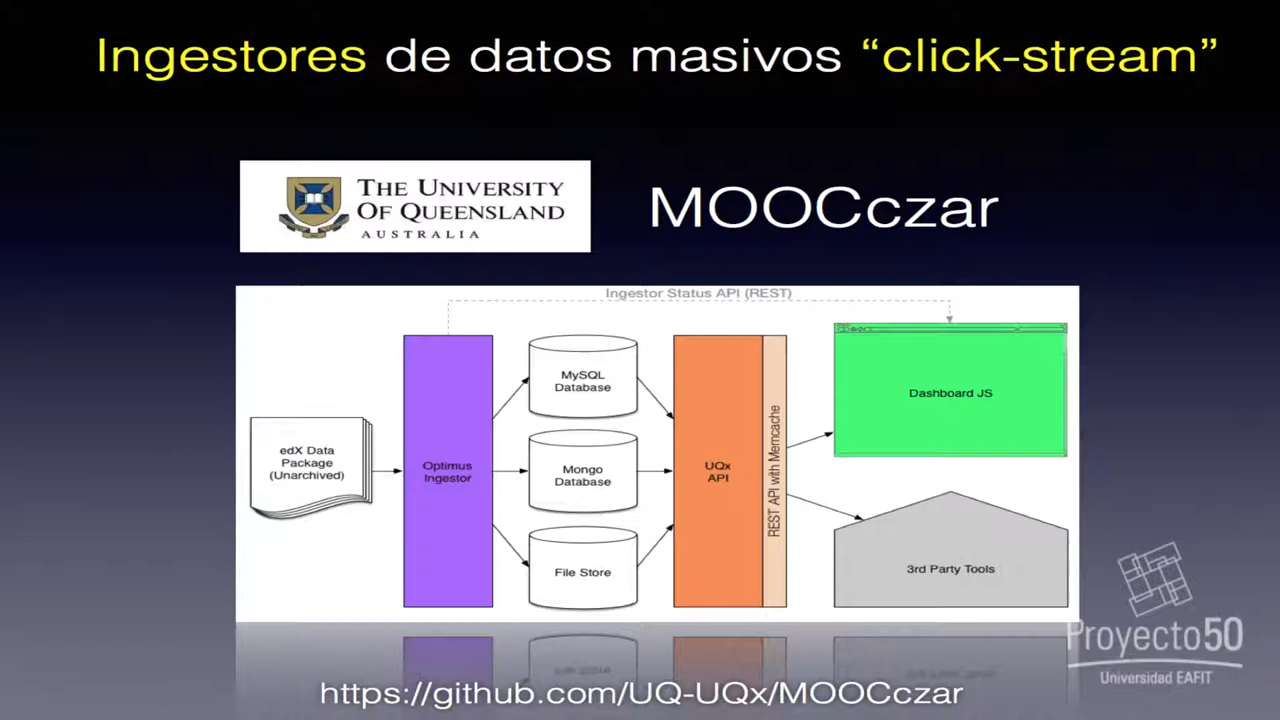 Ingestores de datos masivos “click-stream”
THE UNIVERSITY
OF QUEENSLAND
AUSTRALIA
MOOCczar
Ingestor Status API (REST)
edX Data
Package
(Unarchived)
Optimus
Ingestor
MySQL
Database
Mongo
Database
File Store
UQx
API
REST API with Memcache
Dashboard JS
3rd Party Tools
Proyecto50
Universidad EAFIT
https://github.com/UQ-UQx/MOOCczar